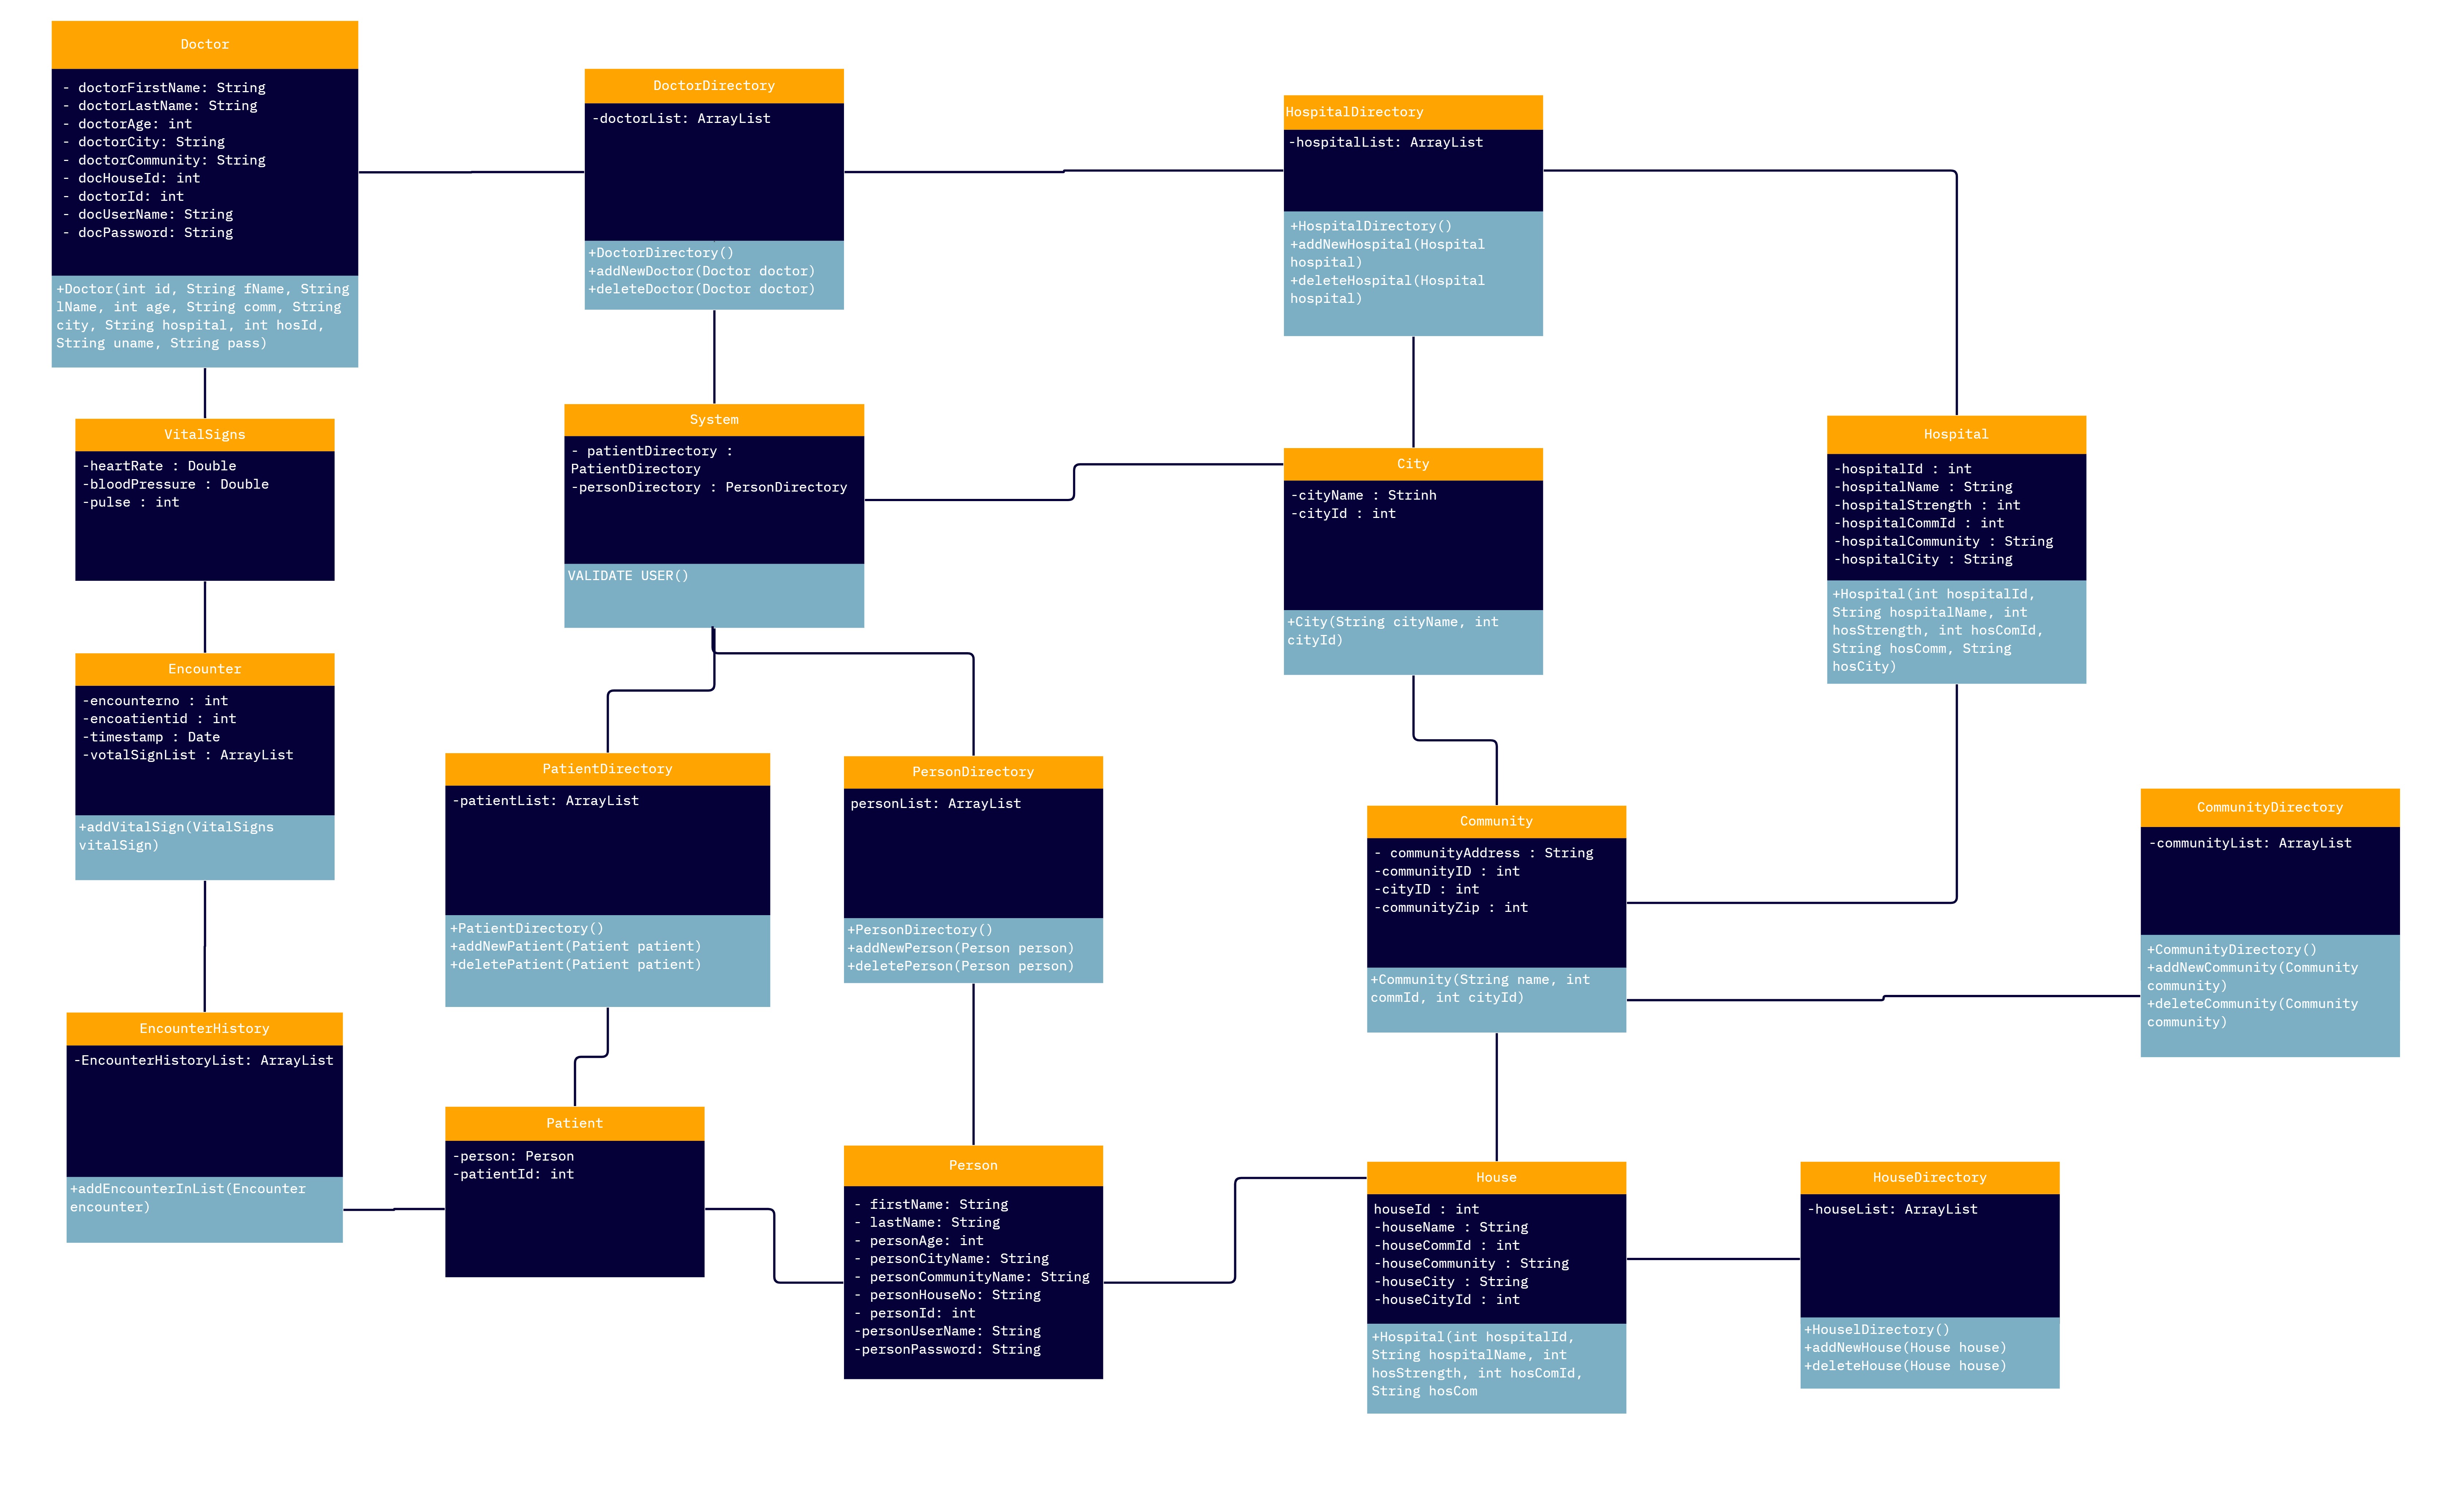 Doctor
- doctorFirstName: String
- doctorLastName: String
- doctorAge: int
- doctorCity: String
- doctorCommunity: String
- docHouseId: int
- doctorId: int
- docUserName: String
- docPassword: String
+Doctor(int id, String fName, String
lName, int age, String comm, String
city, String hospital, int hosId,
String uname, String pass)
DoctorDirectory
-doctorList: ArrayList
+DoctorDirectory()
+addNewDoctor(Doctor doctor)
+deleteDoctor(Doctor doctor)
HospitalDirectory
-hospitalList: ArrayList
+HospitalDirectory()
+addNewHospital(Hospital
hospital)
+deleteHospital(Hospital
hospital)
VitalSigns
-heartRate : Double
-bloodPressure : Double
-pulse : int
System
- patientDirectory :
PatientDirectory
-personDirectory : PersonDirectory
VALIDATE USER()
City
-cityName : Strinh
-cityId : int
+City(String cityName, int
cityId)
Hospital
-hospitalId : int
-hospitalName : String
-hospitalStrength : int
-hospitalCommId : int
-hospitalCommunity : String
-hospitalCity : String
+Hospital(int hospitalId,
String hospitalName, int
hosStrength, int hosComId,
String hosComm, String
hosCity)
Encounter
-encounterno : int
-encoatientid : int
-timestamp : Date
-votalSignList : ArrayList
+addVitalSign(VitalSigns
vitalSign)
PatientDirectory
-patientList: ArrayList
+PatientDirectory()
+addNewPatient(Patient patient)
+deletePatient(Patient patient)
PersonDirectory
personList: ArrayList
+PersonDirectory()
+addNewPerson(Person person)
+deletePerson(Person person)
Community
- communityAddress : String
-communityID : int
-cityID : int
-communityZip : int
+Community(String name, int
commId, int cityId)
CommunityDirectory
-communityList: ArrayList
+CommunityDirectory()
+addNewCommunity(Community
community)
+deleteCommunity(Community
community)
EncounterHistory
-EncounterHistoryList: ArrayList
+addEncounterInList(Encounter
encounter)
Patient
-person: Person
-patientId: int
Person
- firstName: String
- lastName: String
- personAge: int
- personCityName: String
- personCommunityName: String
- personHouseNo: String
- personId: int
-personUserName: String
-personPassword: String
House
houseId : int
-houseName : String
-houseCommId : int
-houseCommunity : String
-houseCity : String
-houseCityId : int
+Hospital(int hospitalId,
String hospitalName, int
hosStrength, int hosComId,
String hosCom
HouseDirectory
-houseList: ArrayList
+HouselDirectory()
+addNewHouse(House house)
+deleteHouse(House house)